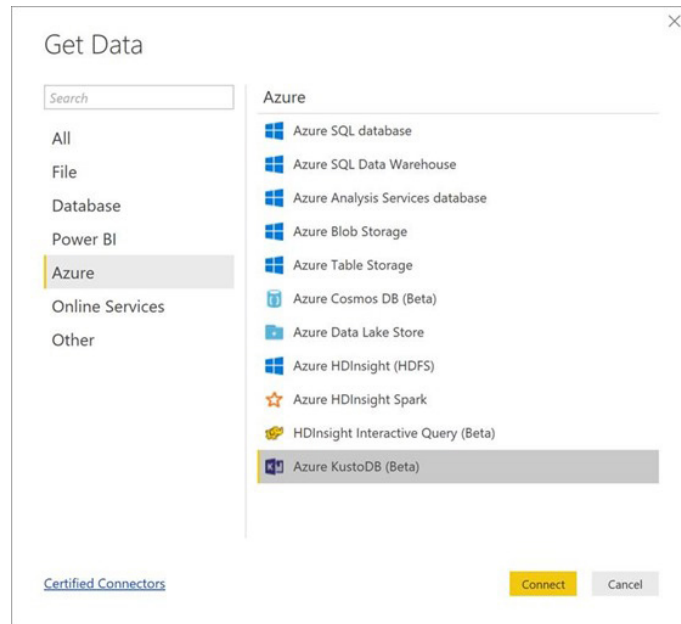 Get Data
Search
All
File
Database
Power BI
Azure
Online Services
Other
Azure
Azure SQL database
Azure SQL Data Warehouse
Azure Analysis Services database
Azure Blob Storage
Azure Table Storage
Azure Cosmos DB (Beta)
Azure Data Lake Store
Azure HDInsight (HDFS)
Azure HDInsight Spark
HDInsight Interactive Query (Beta)
Azure KustoDB (Beta)
Certified Connectors
Connect
Cancel